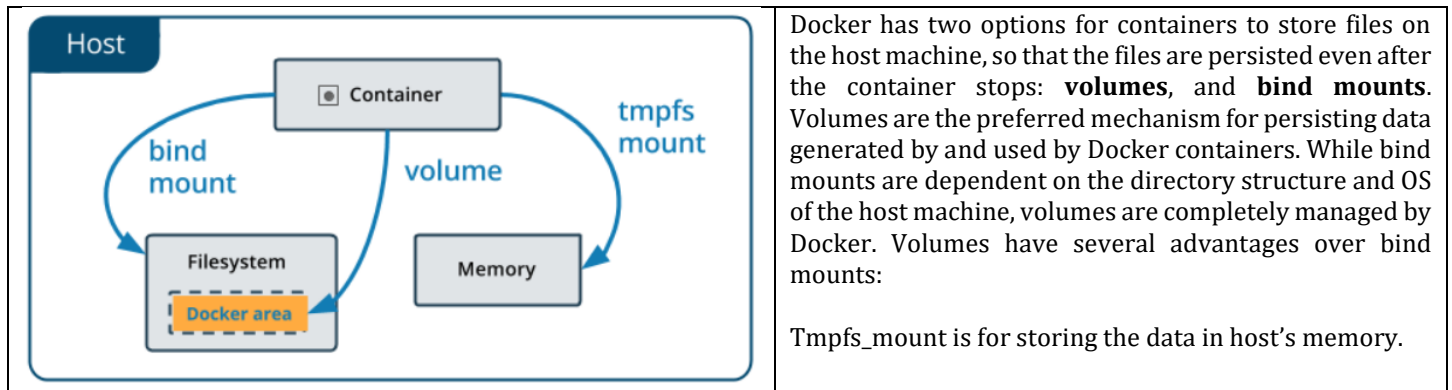 Host
Container
bind
mount
volume
tmpfs
mount
Filesystem
Docker area
Memory
Docker has two options for containers to store files on
the host machine, so that the files are persisted even after
the container stops: volumes, and bind mounts.
Volumes are the preferred mechanism for persisting data
generated by and used by Docker containers. While bind
mounts are dependent on the directory structure and OS
of the host machine, volumes are completely managed by
Docker. Volumes have several advantages over bind
mounts:
Tmpfs_mount is for storing the data in host’s memory.